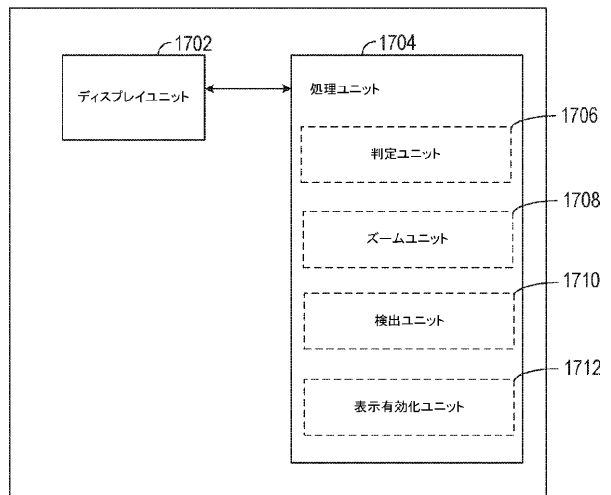 1702
ディスプレイユニット
1704
処理ユニット
1706
判定ユニット
1708
ズームユニット
1710
検出ユニット
1712
表示有効化ユニット